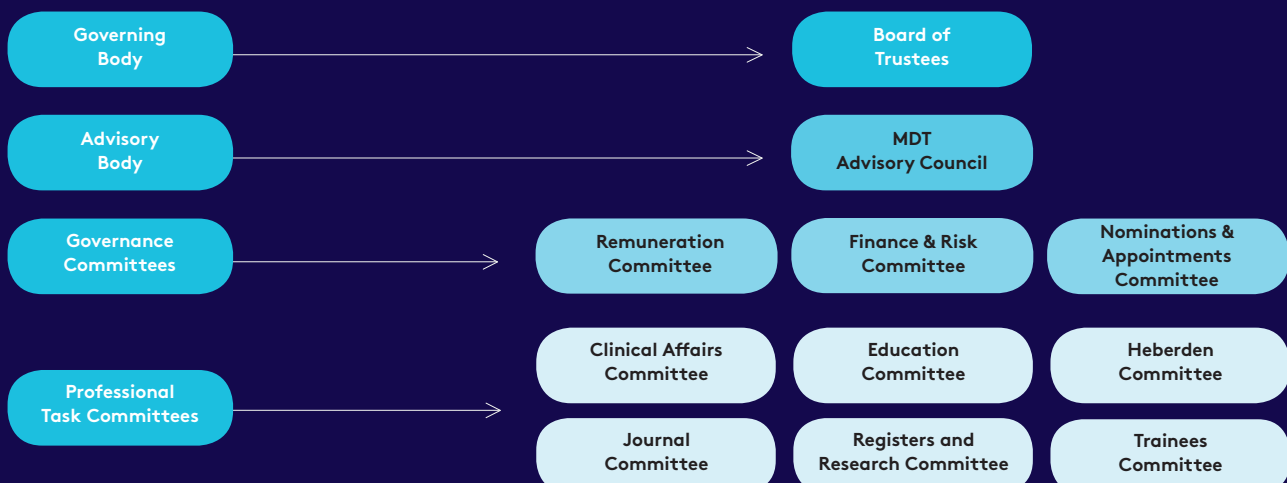 Governing
Body
Board of
Trustees
Advisory
Body
MDT
Advisory Council
Governance
Committees
Remuneration
Committee
Finance & Risk
Committee
Nominations &
Appointments
Committee
Professional
Task Committees
Clinical Affairs
Committee
Education
Committee
Heberden
Committee
Journal
Committee
Registers and
Research Committee
Trainees
Committee